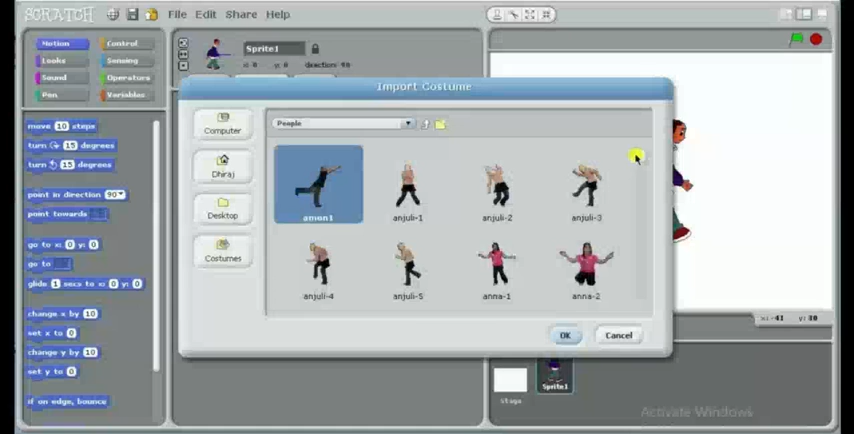 SCRATCH File Edit Share Help
Motion Control
Looks Sensing
Sound Operators
Pen Variables
Sprite1
x: 0 y: 0 direction: 90
move 10 steps
turn 15 degrees
turn 15 degrees
point in direction 90
point towards
go to x: 0 y: 0
go to
glide 1 secs to x: 0 y: 0
change x by 10
set x to 0
change y by 10
set y to 0
if on edge, bounce
Import Costume
Computer
Dhiraj
Desktop
Costumes
People
amon1 anjuli-1 anjuli-2 anjuli-3
anjuli-4 anjuli-5 anna-1 anna-2
OK Cancel
x: -41 y: 80
Stage
Sprite1
Activate Windows